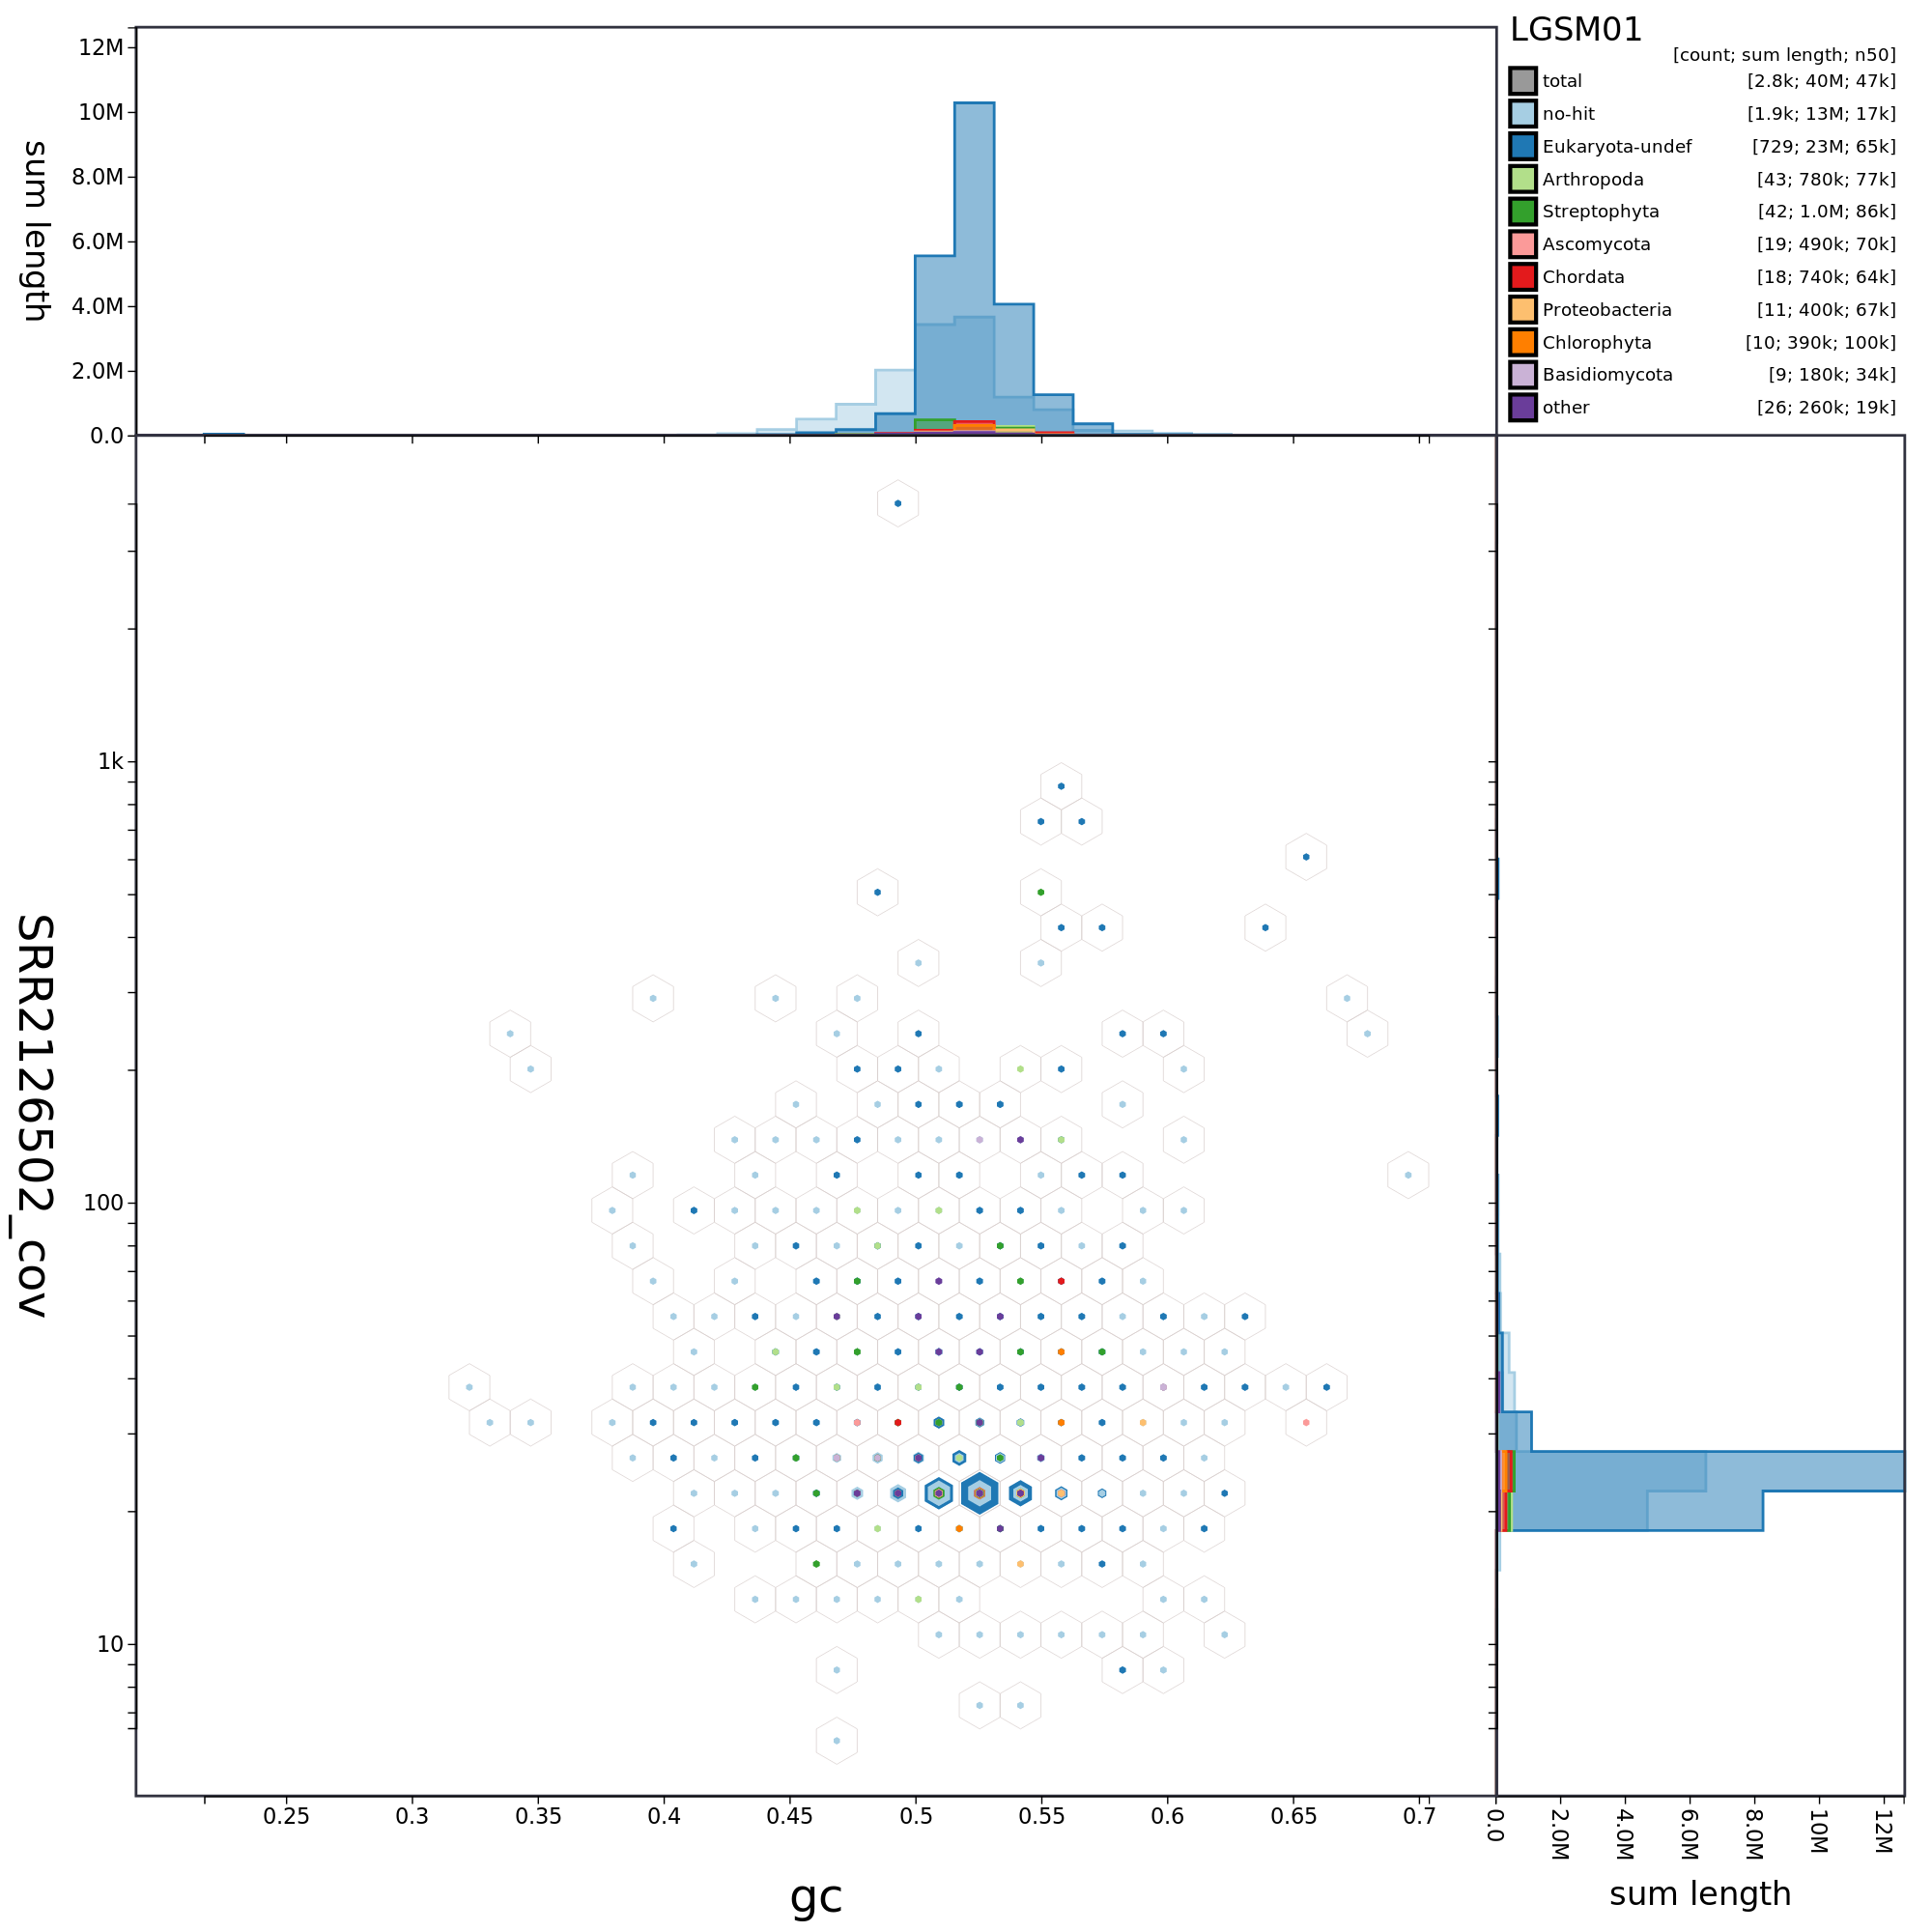 LGSM01
[count; sum length; n50]
total [2.8k; 40M; 47k]
no-hit [1.9k; 13M; 17k]
Eukaryota-undef [729; 23M; 65k]
Arthropoda [43; 780k; 77k]
Streptophyta [42; 1.0M; 86k]
Ascomycota [19; 490k; 70k]
Chordata [18; 740k; 64k]
Proteobacteria [11; 400k; 67k]
Chlorophyta [10; 390k; 100k]
Basidiomycota [9; 180k; 34k]
other [26; 260k; 19k]
sum length
12M
10M
8.0M
6.0M
4.0M
2.0M
0.0
SRR2126502_cov
1k
100
10
0.25 0.3 0.35 0.4 0.45 0.5 0.55 0.6 0.65 0.7
gc
0.0 2.0M 4.0M 6.0M 8.0M 10M 12M
sum length